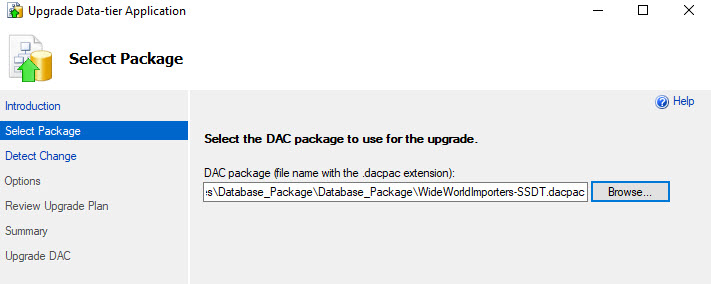 Upgrade Data-tier Application
Select Package
Help
Introduction
Select Package
Detect Change
Options
Review Upgrade Plan
Summary
Upgrade DAC
Select the DAC package to use for the upgrade.
DAC package (file name with the .dacpac extension):
s\Database_Package\Database_Package\WideWorldImporters-SSDT.dacpac
Browse...